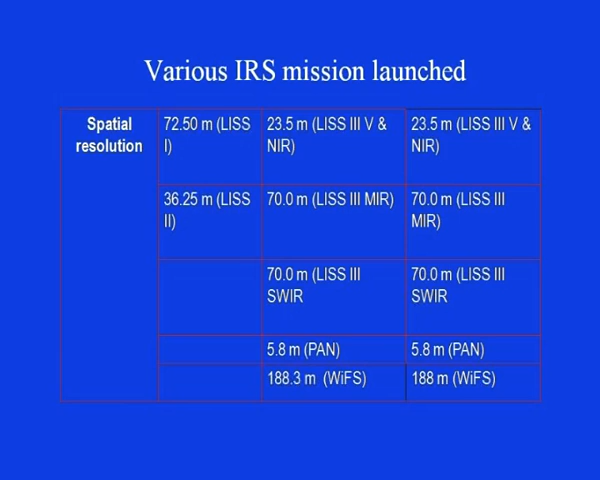 Various IRS mission launched
Spatial resolution 72.50 m (LISS I) 23.5 m (LISS III V & NIR) 23.5 m (LISS III V & NIR)
36.25 m (LISS II) 70.0 m (LISS III MIR) 70.0 m (LISS III MIR)
70.0 m (LISS III SWIR 70.0 m (LISS III SWIR
5.8 m (PAN) 5.8 m (PAN)
188.3 m (WiFS) 188 m (WiFS)